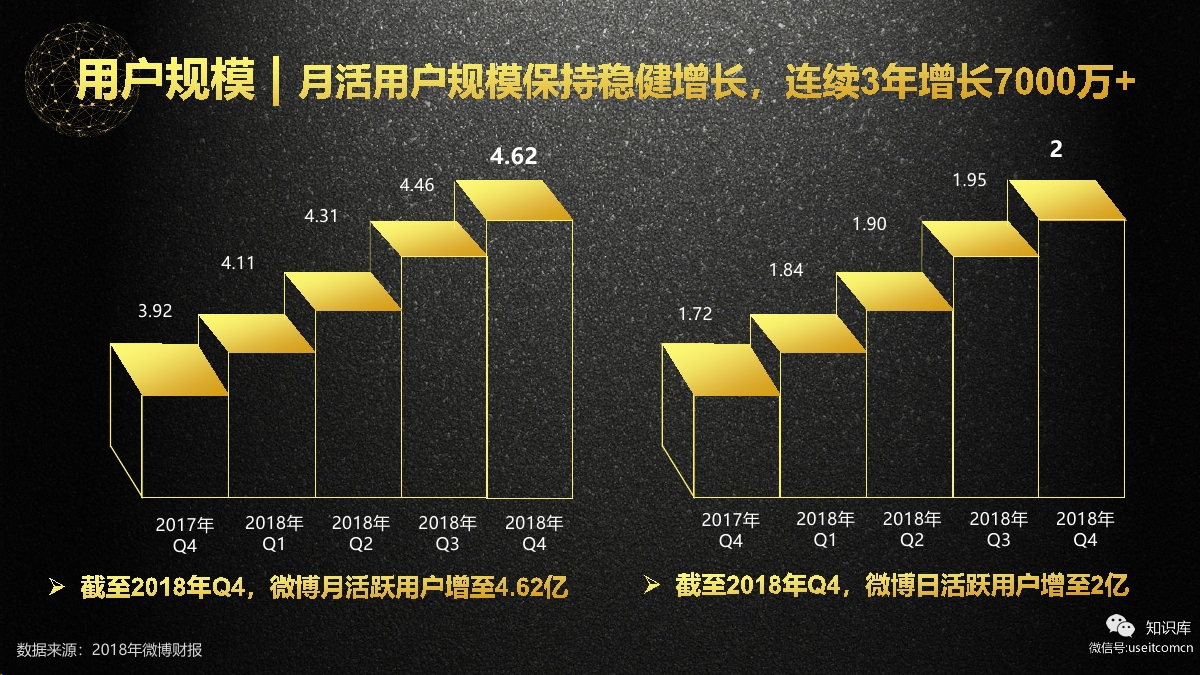 用户规模 | 月活用户规模保持稳健增长，连续3年增长7000万+
3.92
4.11
4.31
4.46
4.62
2017年
Q4
2018年
Q1
2018年
Q2
2018年
Q3
2018年
Q4
➢ 截至2018年Q4，微博月活跃用户增至4.62亿
1.72
1.84
1.90
1.95
2
2017年
Q4
2018年
Q1
2018年
Q2
2018年
Q3
2018年
Q4
➢ 截至2018年Q4，微博日活跃用户增至2亿
数据来源：2018年微博财报
知识库
微信号:useitcomcn